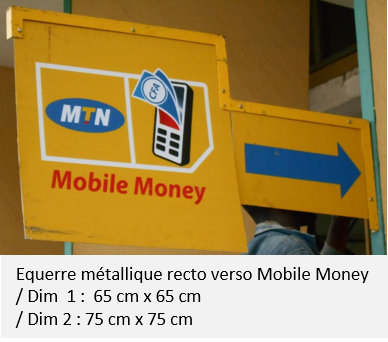 CFA
MTN
Mobile Money
Equerre métallique recto verso Mobile Money
/ Dim  1 :  65 cm x 65 cm
/ Dim 2 : 75 cm x 75 cm